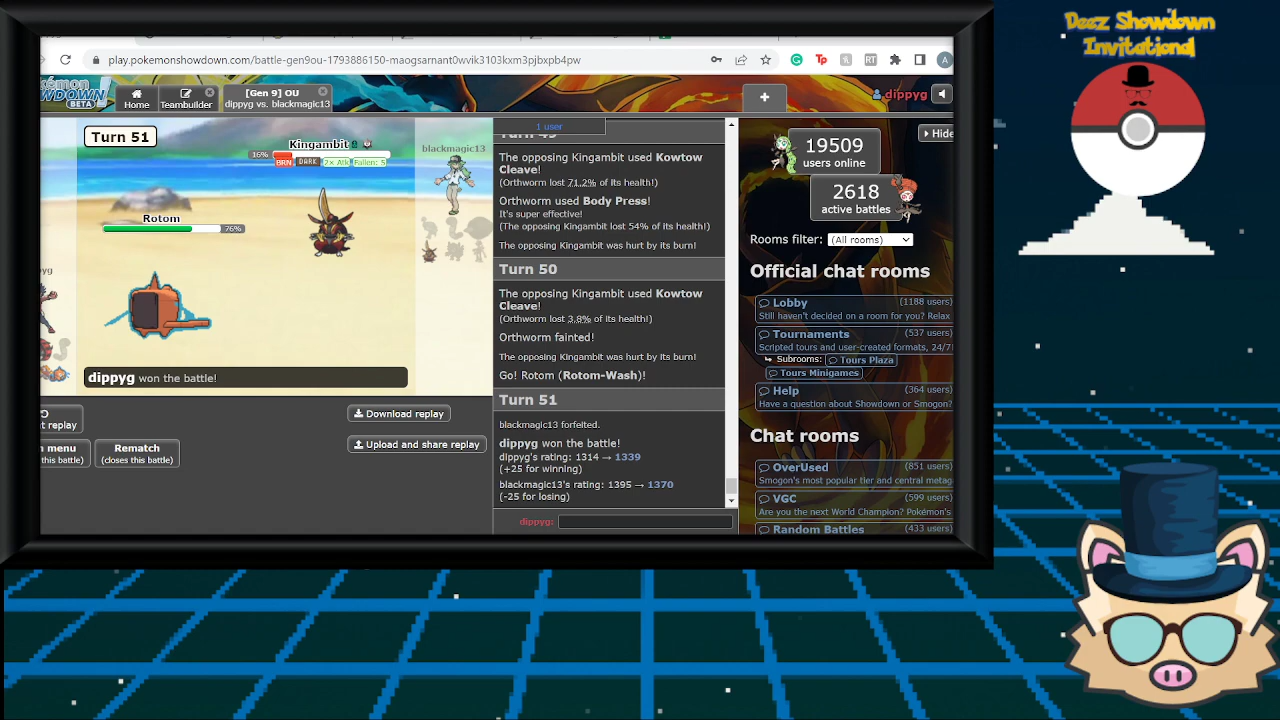 Deez Showdown
Invitational
play.pokemonshowdown.com/battle-gen9ou-1793886150-
Home
Teambuilder
[Gen 9] OU
dippyg vs. blackmagic13
dippyg
Turn 51
Kingambit
16%
BRN DARK 2× Atk Fallen: 5
blackmagic13
Rotom
76%
dippyg won the battle!
Download replay
Upload and share replay
Rematch
(closes this battle)
1 user
The opposing Kingambit used Kowtow
Cleave!
(Orthworm lost 71.2% of its health!)
Orthworm used Body Press!
It's super effective!
(The opposing Kingambit lost 54% of its health!)
The opposing Kingambit was hurt by its burn!
Turn 50
The opposing Kingambit used Kowtow
Cleave!
(Orthworm lost 3.8% of its health!)
Orthworm fainted!
The opposing Kingambit was hurt by its burn!
Go! Rotom (Rotom-Wash)!
Turn 51
blackmagic13 forfeited.
dippyg won the battle!
dippyg's rating: 1314 → 1339
(+25 for winning)
blackmagic13's rating: 1395 → 1370
(-25 for losing)
dippyg:
19509
users online
2618
active battles
Hide
Rooms filter: (All rooms)
Official chat rooms
Lobby (1188 users)
Still haven't decided on a room for you? Relax
Tournaments (537 users)
Scripted tours and user-created formats, 24/7!
Subrooms: Tours Plaza
Tours Minigames
Help (364 users)
Have a question about Showdown or Smogon?
Chat rooms
OverUsed (851 users)
Smogon's most popular tier and central metag
VGC (599 users)
Are you the next World Champion? Pokémon's
Random Battles (433 users)